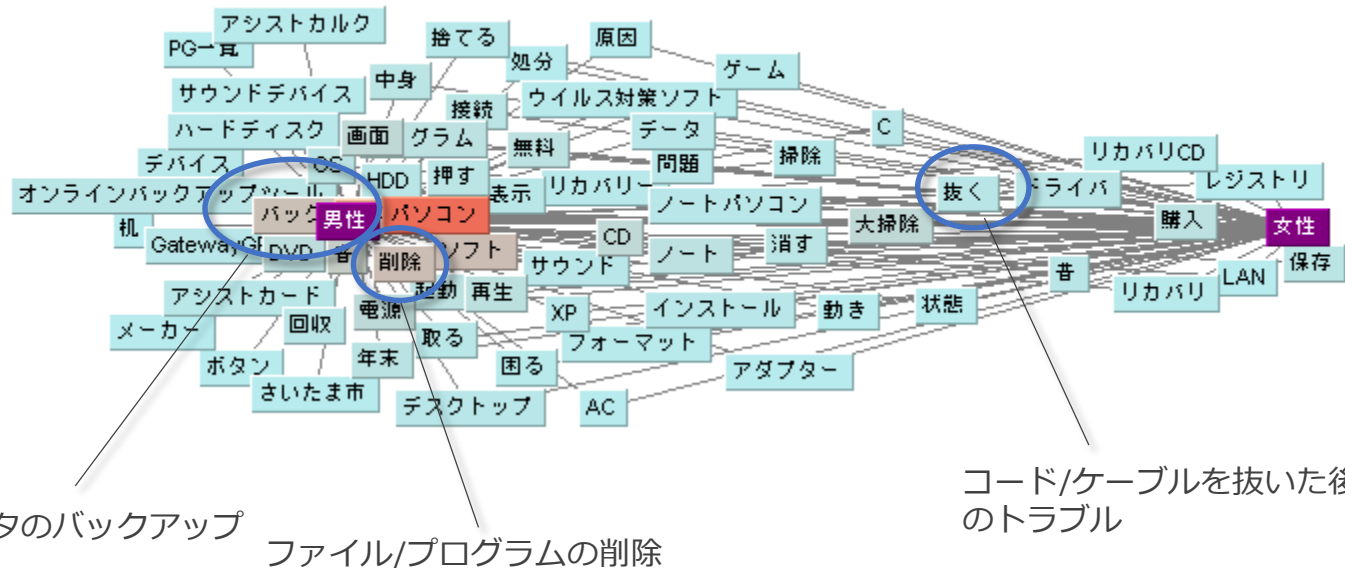 アシストカルク
PG一覧
捨てる
原因
処分
ゲーム
中身
サウンドデバイス
接続
ウイルス対策ソフト
ハードディスク
画面
グラム
無料
データ
C
掃除
問題
リカバリCD
デバイス
OS
HDD
押す
表示
リカバリー
抜く
ドライバ
レジストリ
オンラインバックアップツール
ノートパソコン
バック
男性
パソコン
大掃除
購入
女性
机
DVD
削除
ソフト
CD
ノート
消す
サウンド
保存
昔
LAN
リカバリ
アシストカード
起動
再生
電源
XP
インストール
動き
状態
メーカー
回収
取る
フォーマット
ボタン
年末
困る
アダプター
さいたま市
デスクトップ
AC
タのバックアップ
ファイル/プログラムの削除
コード/ケーブルを抜いた後
のトラブル